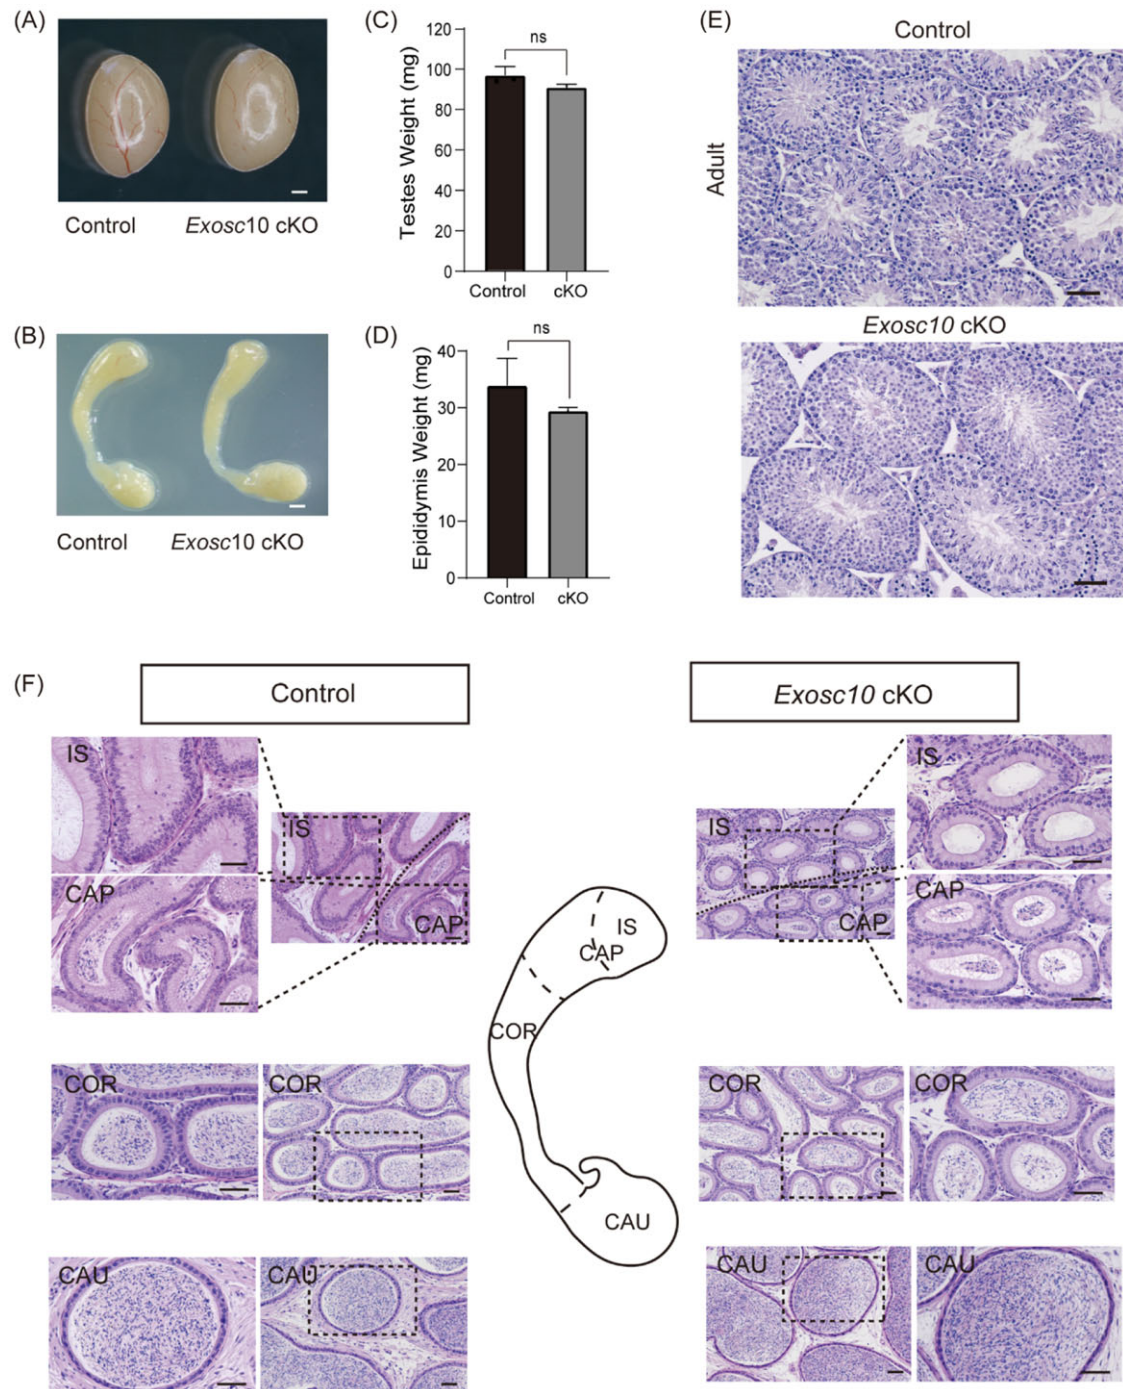 (A)
Control Exosc10 cKO
(B)
Control Exosc10 cKO
(C)
Testes Weight (mg)
120
100
80
60
40
20
0
ns
Control cKO
(D)
Epididymis Weight (mg)
40
30
20
10
0
ns
Control cKO
(E)
Control
Adult
Exosc10 cKO
(F)
Control
IS
IS
CAP
CAP
COR
COR
CAU
CAU
IS
CAP
COR
CAU
Exosc10 cKO
IS
IS
CAP
CAP
COR
COR
CAU
CAU